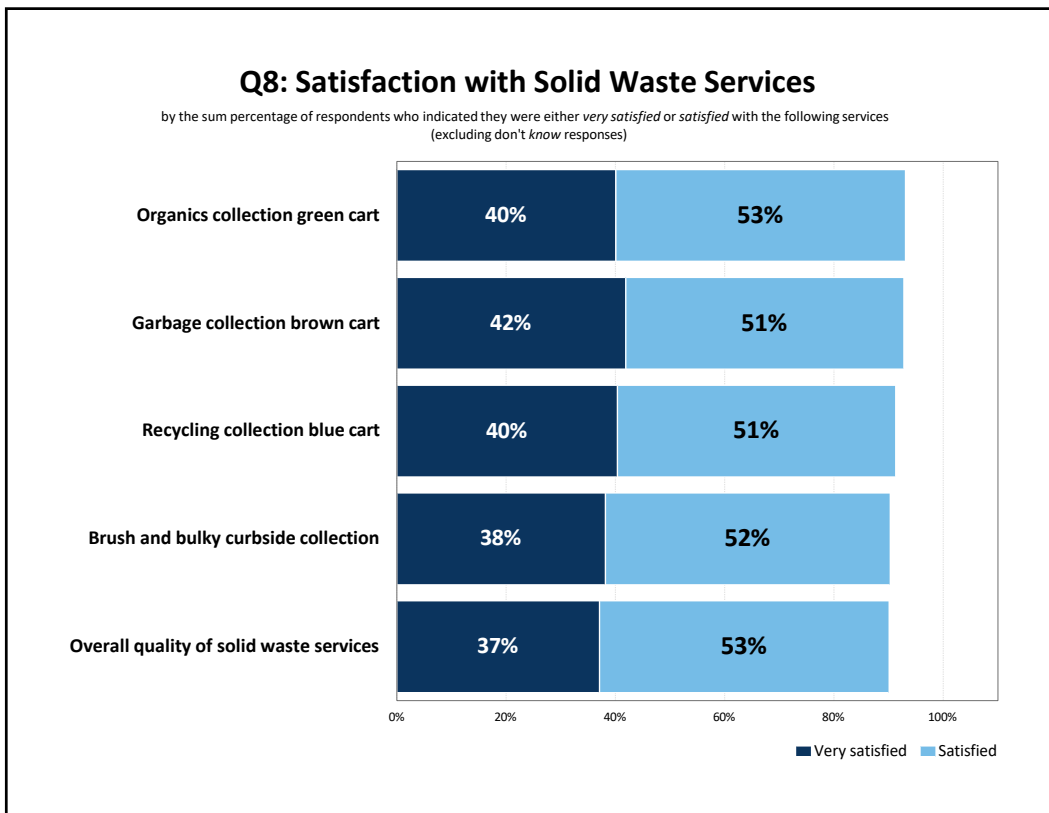 Q8: Satisfaction with Solid Waste Services
by the sum percentage of respondents who indicated they were either very satisfied or satisfied with the following services
(excluding don't know responses)
Organics collection green cart
40%
53%
Garbage collection brown cart
42%
51%
Recycling collection blue cart
40%
51%
Brush and bulky curbside collection
38%
52%
Overall quality of solid waste services
37%
53%
0%
20%
40%
60%
80%
100%
Very satisfied
Satisfied